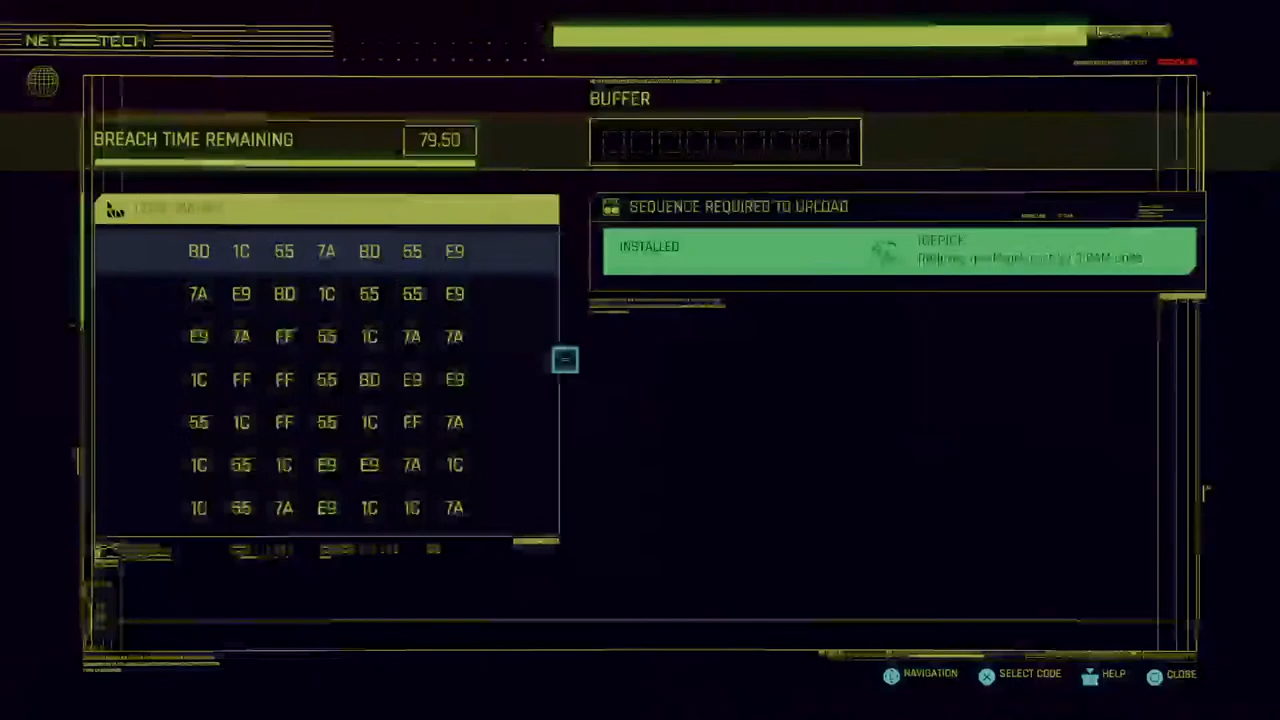 NET TECH
BUFFER
BREACH TIME REMAINING 79.50
SEQUENCE REQUIRED TO UPLOAD
INSTALLED
ICEPICK
BD 1C 55 7A BD 55 E9
7A E9 BD 1C 55 55 E9
E9 7A FF 55 1C 7A 7A
1C FF FF 55 BD E9 E9
55 1C FF 55 1C FF 7A
1C 55 1C E9 E9 7A 1C
1C 55 7A E9 1C 1C 7A
NAVIGATION
SELECT CODE
HELP
CLOSE